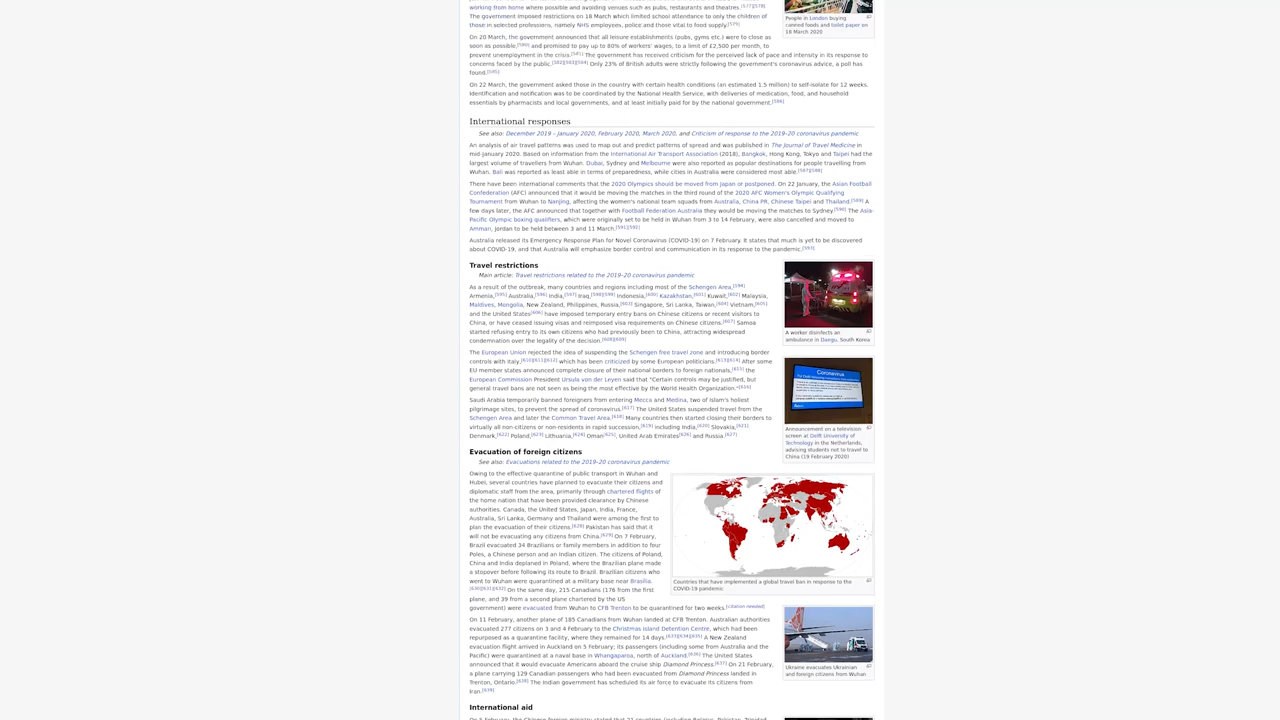 working from home where possible and avoiding venues such as pubs, restaurants and theatres.[577][578]
The government imposed restrictions on 18 March which limited school attendance to only the children of
those in selected professions, namely NHS employees, police and those vital to food supply.[579]
People in London buying
canned foods and toilet paper on
18 March 2020
On 20 March, the government announced that all leisure establishments (pubs, gyms etc.) were to close as
soon as possible,[580] and promised to pay up to 80% of workers' wages, to a limit of £2,500 per month, to
prevent unemployment in the crisis.[581] The government has received criticism for the perceived lack of pace and intensity in its response to
concerns faced by the public.[582][583][584] Only 23% of British adults were strictly following the government's coronavirus advice, a poll has
found.[585]
On 22 March, the government asked those in the country with certain health conditions (an estimated 1.5 million) to self-isolate for 12 weeks.
Identification and notification was to be coordinated by the National Health Service, with deliveries of medication, food, and household
essentials by pharmacists and local governments, and at least initially paid for by the national government.[586]
International responses
See also: December 2019 – January 2020, February 2020, March 2020, and Criticism of response to the 2019–20 coronavirus pandemic
An analysis of air travel patterns was used to map out and predict patterns of spread and was published in The Journal of Travel Medicine in
mid-January 2020. Based on information from the International Air Transport Association (2018), Bangkok, Hong Kong, Tokyo and Taipei had the
largest volume of travellers from Wuhan. Dubai, Sydney and Melbourne were also reported as popular destinations for people travelling from
Wuhan. Bali was reported as least able in terms of preparedness, while cities in Australia were considered most able.[587][588]
There have been international comments that the 2020 Olympics should be moved from Japan or postponed. On 22 January, the Asian Football
Confederation (AFC) announced that it would be moving the matches in the third round of the 2020 AFC Women's Olympic Qualifying
Tournament from Wuhan to Nanjing, affecting the women's national team squads from Australia, China PR, Chinese Taipei and Thailand.[589] A
few days later, the AFC announced that together with Football Federation Australia they would be moving the matches to Sydney.[590] The Asia-
Pacific Olympic boxing qualifiers, which were originally set to be held in Wuhan from 3 to 14 February, were also cancelled and moved to
Amman, Jordan to be held between 3 and 11 March.[591][592]
Australia released its Emergency Response Plan for Novel Coronavirus (COVID-19) on 7 February. It states that much is yet to be discovered
about COVID-19, and that Australia will emphasize border control and communication in its response to the pandemic.[593]
Travel restrictions
Main article: Travel restrictions related to the 2019–20 coronavirus pandemic
As a result of the outbreak, many countries and regions including most of the Schengen Area,[594]
Armenia,[595] Australia,[596] India,[597] Iraq,[598][599] Indonesia,[600] Kazakhstan,[601] Kuwait,[602] Malaysia,
Maldives, Mongolia, New Zealand, Philippines, Russia,[603] Singapore, Sri Lanka, Taiwan,[604] Vietnam,[605]
and the United States[606] have imposed temporary entry bans on Chinese citizens or recent visitors to
China, or have ceased issuing visas and reimposed visa requirements on Chinese citizens.[607] Samoa
started refusing entry to its own citizens who had previously been to China, attracting widespread
condemnation over the legality of the decision.[608][609]
A worker disinfects an
ambulance in Daegu, South Korea
The European Union rejected the idea of suspending the Schengen free travel zone and introducing border
controls with Italy,[610][611][612] which has been criticized by some European politicians.[613][614] After some
EU member states announced complete closure of their national borders to foreign nationals,[615] the
European Commission President Ursula von der Leyen said that "Certain controls may be justified, but
general travel bans are not seen as being the most effective by the World Health Organization."[616]
Saudi Arabia temporarily banned foreigners from entering Mecca and Medina, two of Islam's holiest
pilgrimage sites, to prevent the spread of coronavirus.[617] The United States suspended travel from the
Schengen Area and later the Common Travel Area.[618] Many countries then started closing their borders to
virtually all non-citizens or non-residents in rapid succession,[619] including India,[620] Slovakia,[621]
Denmark,[622] Poland,[623] Lithuania,[624] Oman[625], United Arab Emirates[626] and Russia.[627]
Coronavirus
Announcement on a television
screen at Delft University of
Technology in the Netherlands,
advising students not to travel to
China (19 February 2020)
Evacuation of foreign citizens
See also: Evacuations related to the 2019–20 coronavirus pandemic
Owing to the effective quarantine of public transport in Wuhan and
Hubei, several countries have planned to evacuate their citizens and
diplomatic staff from the area, primarily through chartered flights of
the home nation that have been provided clearance by Chinese
authorities. Canada, the United States, Japan, India, France,
Australia, Sri Lanka, Germany and Thailand were among the first to
plan the evacuation of their citizens.[628] Pakistan has said that it
will not be evacuating any citizens from China.[629] On 7 February,
Brazil evacuated 34 Brazilians or family members in addition to four
Poles, a Chinese person and an Indian citizen. The citizens of Poland,
China and India deplaned in Poland, where the Brazilian plane made
a stopover before following its route to Brazil. Brazilian citizens who
went to Wuhan were quarantined at a military base near Brasília.
[630][631][632] On the same day, 215 Canadians (176 from the first
plane, and 39 from a second plane chartered by the US
government) were evacuated from Wuhan to CFB Trenton to be quarantined for two weeks.[citation needed]
Countries that have implemented a global travel ban in response to the
COVID-19 pandemic
On 11 February, another plane of 185 Canadians from Wuhan landed at CFB Trenton. Australian authorities
evacuated 277 citizens on 3 and 4 February to the Christmas Island Detention Centre, which had been
repurposed as a quarantine facility, where they remained for 14 days.[633][634][635] A New Zealand
evacuation flight arrived in Auckland on 5 February; its passengers (including some from Australia and the
Pacific) were quarantined at a naval base in Whangaparoa, north of Auckland.[636] The United States
announced that it would evacuate Americans aboard the cruise ship Diamond Princess.[637] On 21 February,
a plane carrying 129 Canadian passengers who had been evacuated from Diamond Princess landed in
Trenton, Ontario.[638] The Indian government has scheduled its air force to evacuate its citizens from
Iran.[639]
Ukraine evacuates Ukrainian
and foreign citizens from Wuhan
International aid